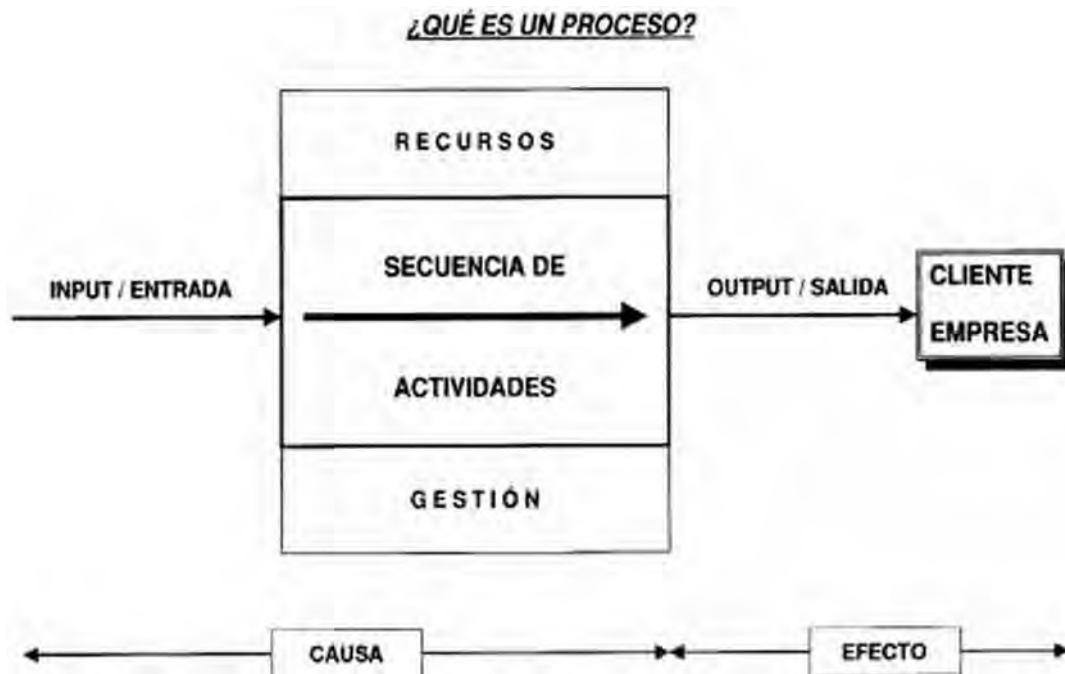 ¿QUÉ ES UN PROCESO?
RECURSOS
SECUENCIA DE
INPUT / ENTRADA
OUTPUT / SALIDA
CLIENTE
EMPRESA
ACTIVIDADES
GESTIÓN
CAUSA
EFECTO